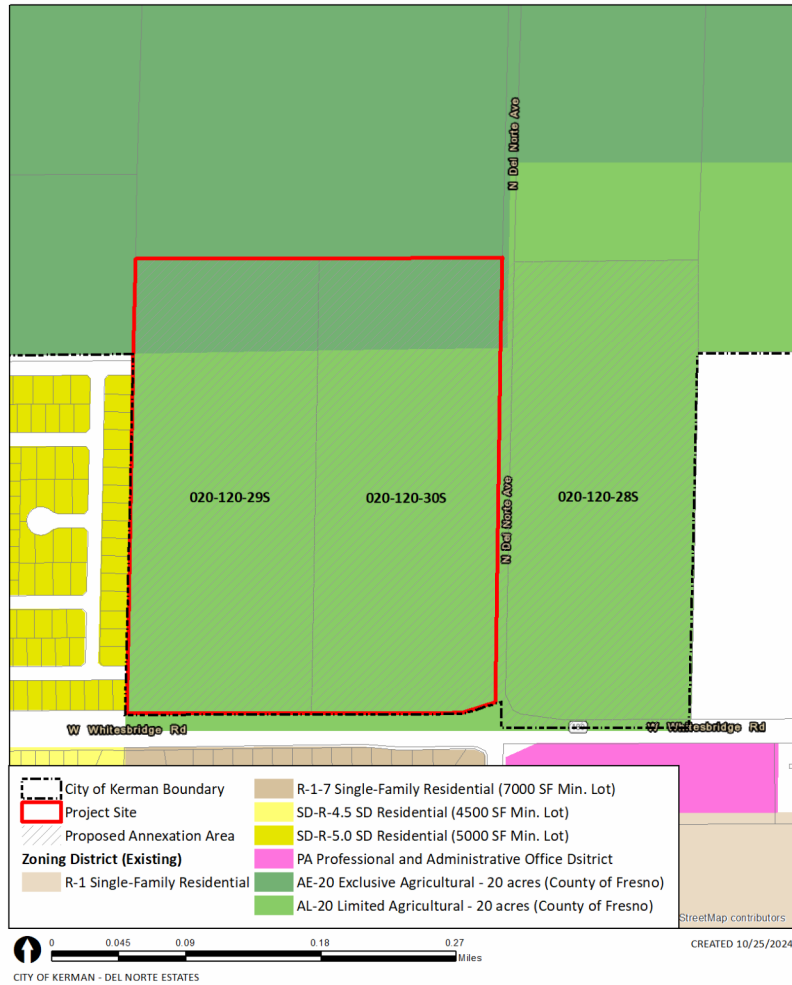 N Del Norte Ave
020-120-29S
020-120-30S
N Del Norte Ave
020-120-28S
W Whitesbridge Rd
W Whitesbridge Rd
City of Kerman Boundary
Project Site
Proposed Annexation Area
Zoning District (Existing)
R-1 Single-Family Residential
R-1-7 Single-Family Residential (7000 SF Min. Lot)
SD-R-4.5 SD Residential (4500 SF Min. Lot)
SD-R-5.0 SD Residential (5000 SF Min. Lot)
PA Professional and Administrative Office Dsitrict
AE-20 Exclusive Agricultural - 20 acres (County of Fresno)
AL-20 Limited Agricultural - 20 acres (County of Fresno)
StreetMap contributors
0 0.045 0.09 0.18 0.27
Miles
CREATED 10/25/2024
CITY OF KERMAN - DEL NORTE ESTATES